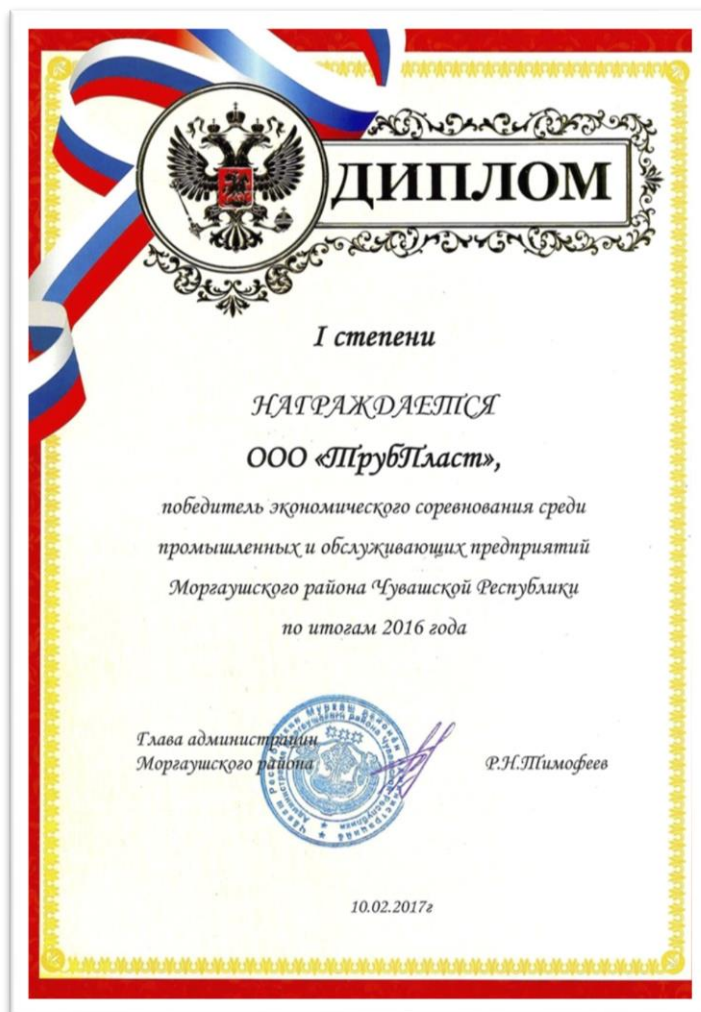 ДИПЛОМ
I степени
НАГРАЖДАЕТСЯ
ООО «ТрубПласт»,
победитель экономического соревнования среди
промышленных и обслуживающих предприятий
Моргаушского района Чувашской Республики
по итогам 2016 года
Глава администрации
Моргаушского района
Р.Н.Тимофеев
10.02.2017г